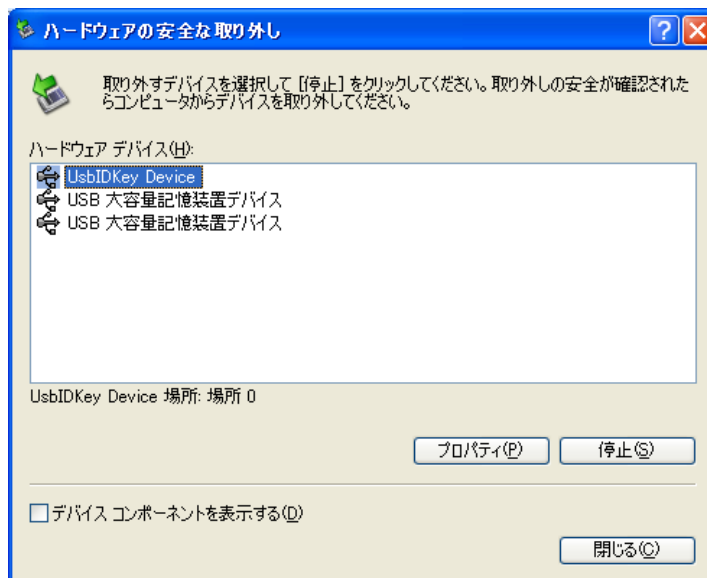 ハードウェアの安全な取り外し
取り外すデバイスを選択して [停止] をクリックしてください。取り外しの安全が確認された
らコンピュータからデバイスを取り外してください。
ハードウェア デバイス(H):
UsbIDKey Device
USB 大容量記憶装置デバイス
USB 大容量記憶装置デバイス
UsbIDKey Device 場所: 場所 0
プロパティ(P) 停止(S)
デバイス コンポーネントを表示する(D)
閉じる(C)